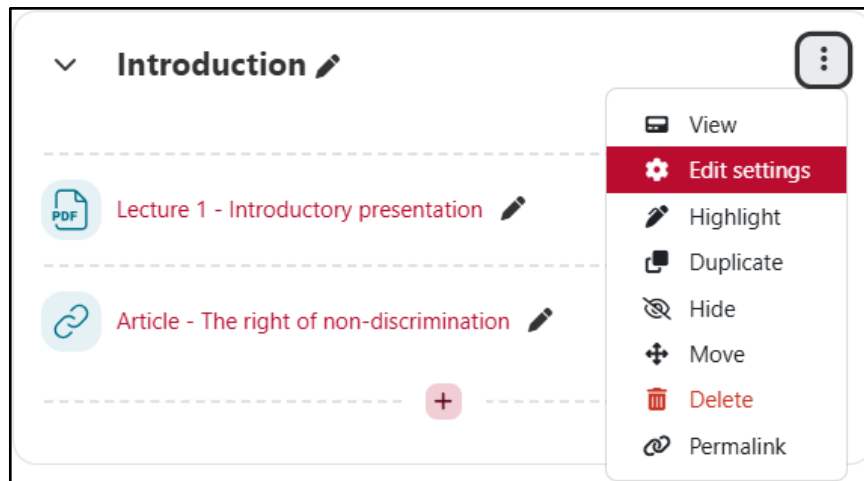 Introduction
View
Edit settings
PDF
Lecture 1 - Introductory presentation
Highlight
Duplicate
Hide
Article - The right of non-discrimination
Move
Delete
Permalink